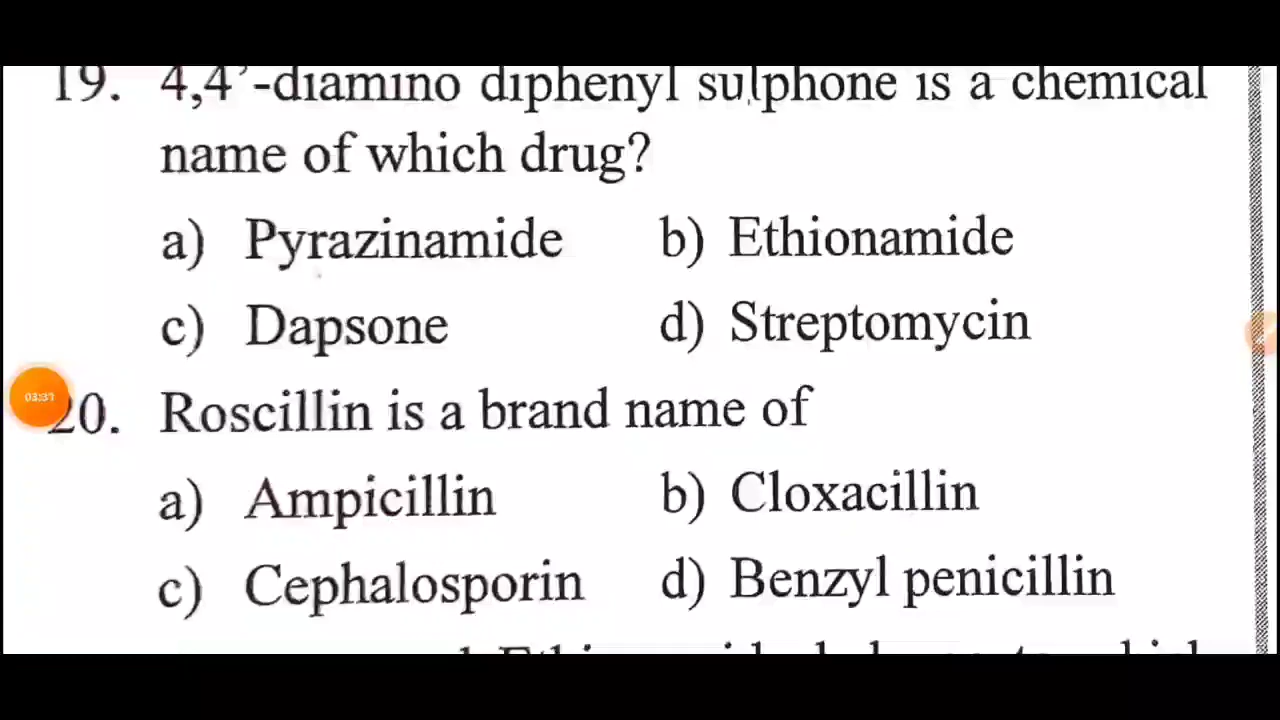 19. 4,4'-diamino diphenyl sulphone is a chemical
name of which drug?
a) Pyrazinamide b) Ethionamide
c) Dapsone d) Streptomycin
03:31
20. Roscillin is a brand name of
a) Ampicillin b) Cloxacillin
c) Cephalosporin d) Benzyl penicillin